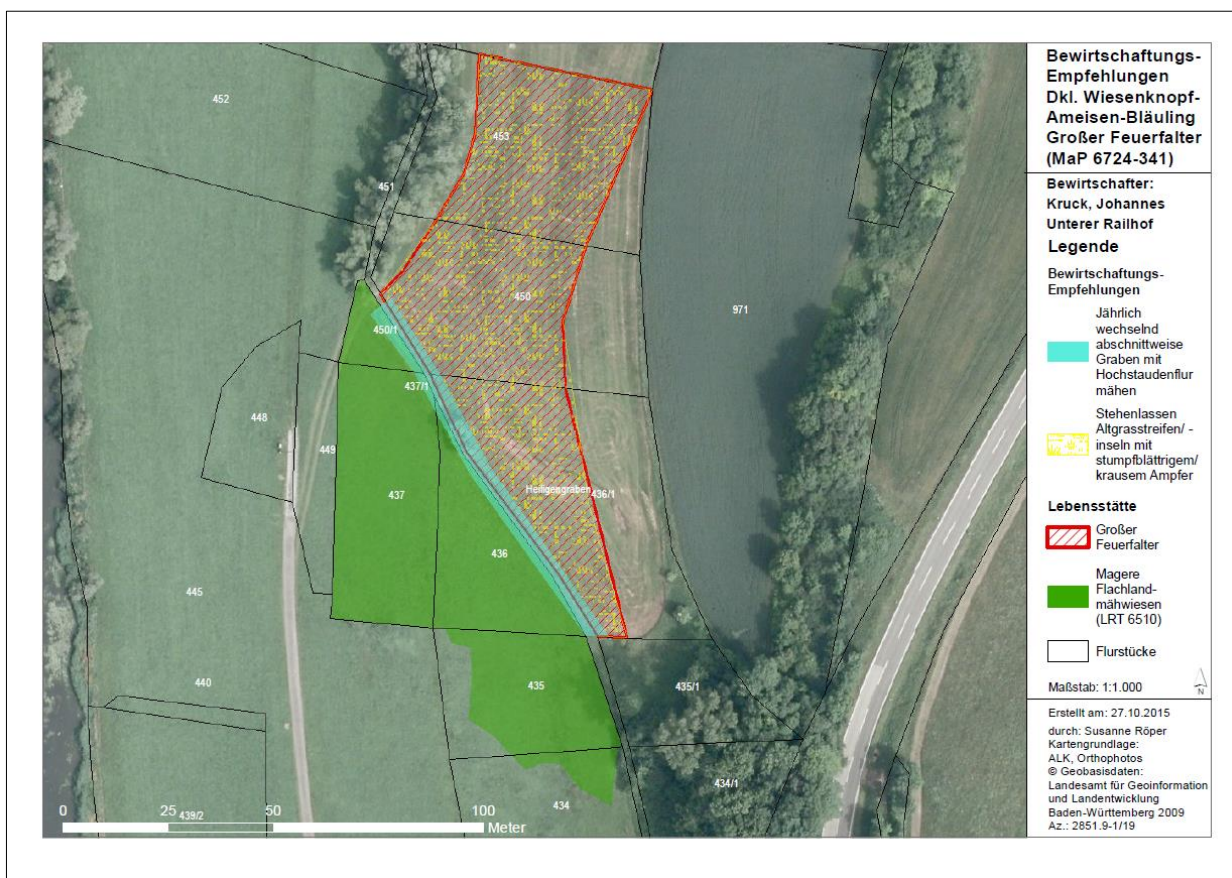 452
453
451
450
971
450/1
437/1
448
449
437
Heiligengraben
436/1
436
445
440
435
435/1
434/1
434
439/2
0 25 50 100
Meter
Bewirtschaftungs-
Empfehlungen
Dkl. Wiesenknopf-
Ameisen-Bläuling
Großer Feuerfalter
(MaP 6724-341)
Bewirtschafter:
Kruck, Johannes
Unterer Railhof
Legende
Bewirtschaftungs-
Empfehlungen
Jährlich
wechselnd
abschnittweise
Graben mit
Hochstaudenflur
mähen
Stehenlassen
Altgrasstreifen/ -
inseln mit
stumpfblättrigem/
krausem Ampfer
Lebensstätte
Großer
Feuerfalter
Magere
Flachland-
mähwiesen
(LRT 6510)
Flurstücke
Maßstab: 1:1.000
N
Erstellt am: 27.10.2015
durch: Susanne Röper
Kartengrundlage:
ALK, Orthophotos
© Geobasisdaten:
Landesamt für Geoinformation
und Landentwicklung
Baden-Württemberg 2009
Az.: 2851.9-1/19